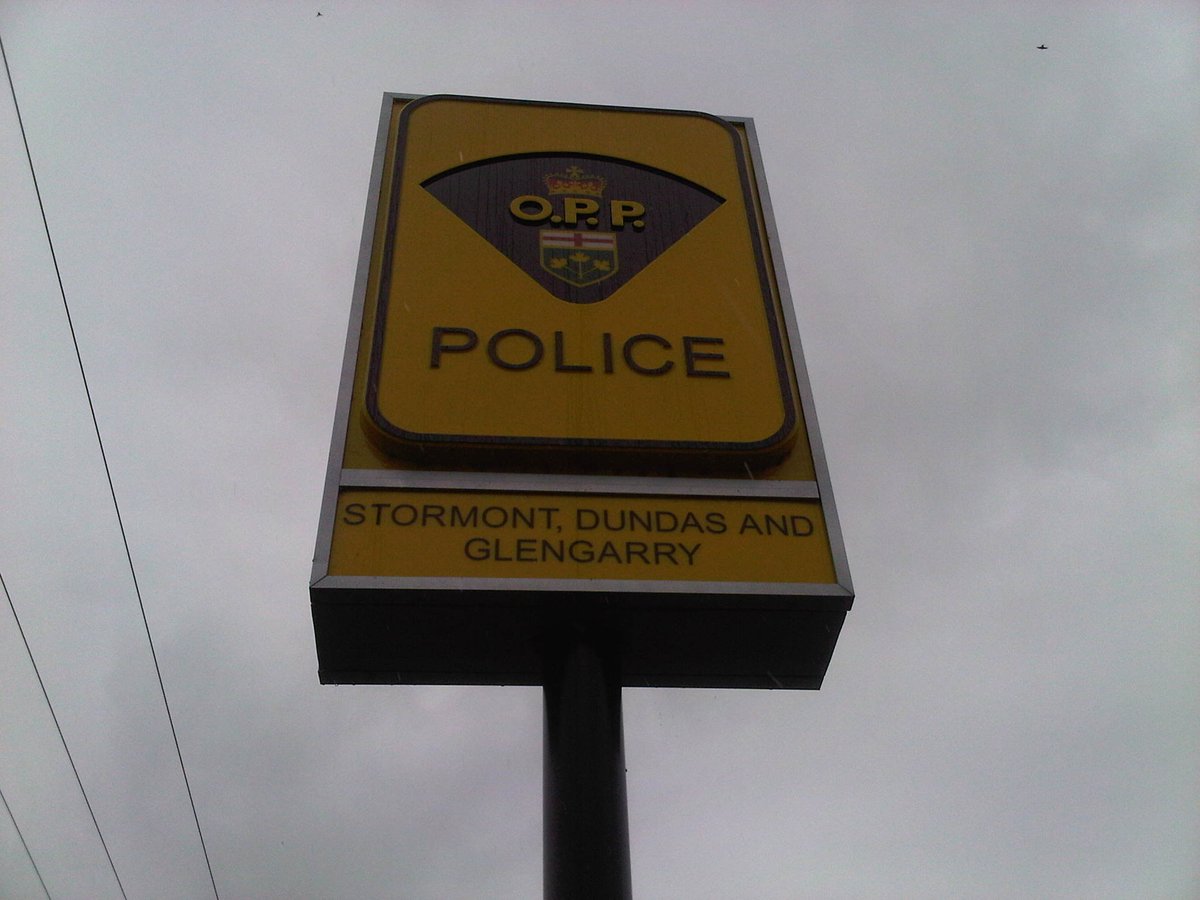 O.P.P.
POLICE
STORMONT, DUNDAS AND
GLENGARRY